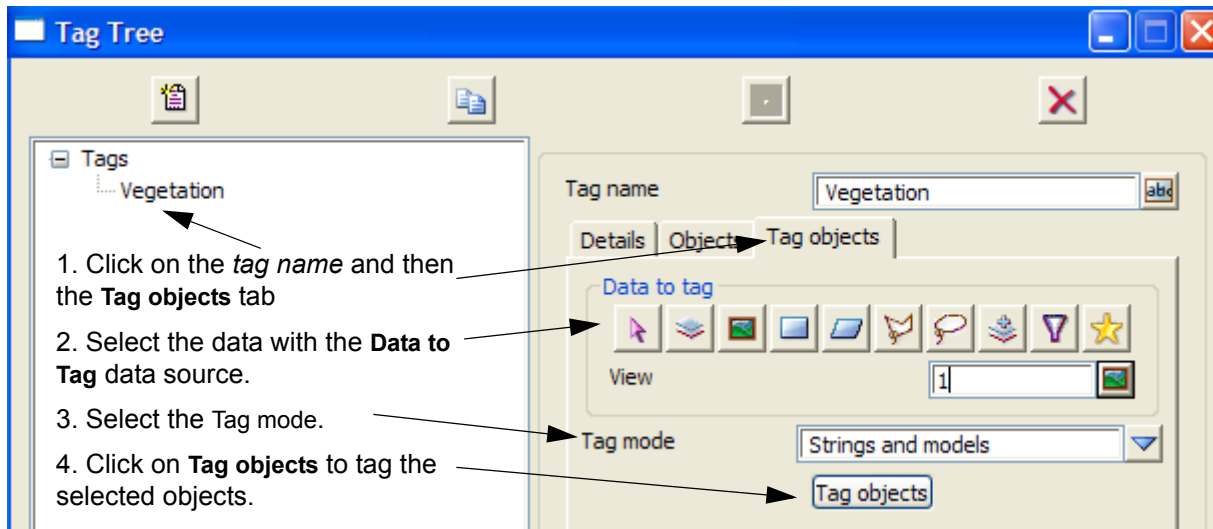 Tag Tree
Tags
Vegetation
Tag name
Vegetation
abc
Details
Objects
Tag objects
1. Click on the tag name and then
the Tag objects tab
Data to tag
2. Select the data with the Data to
Tag data source.
View
1
3. Select the Tag mode.
Tag mode
Strings and models
4. Click on Tag objects to tag the
selected objects.
Tag objects